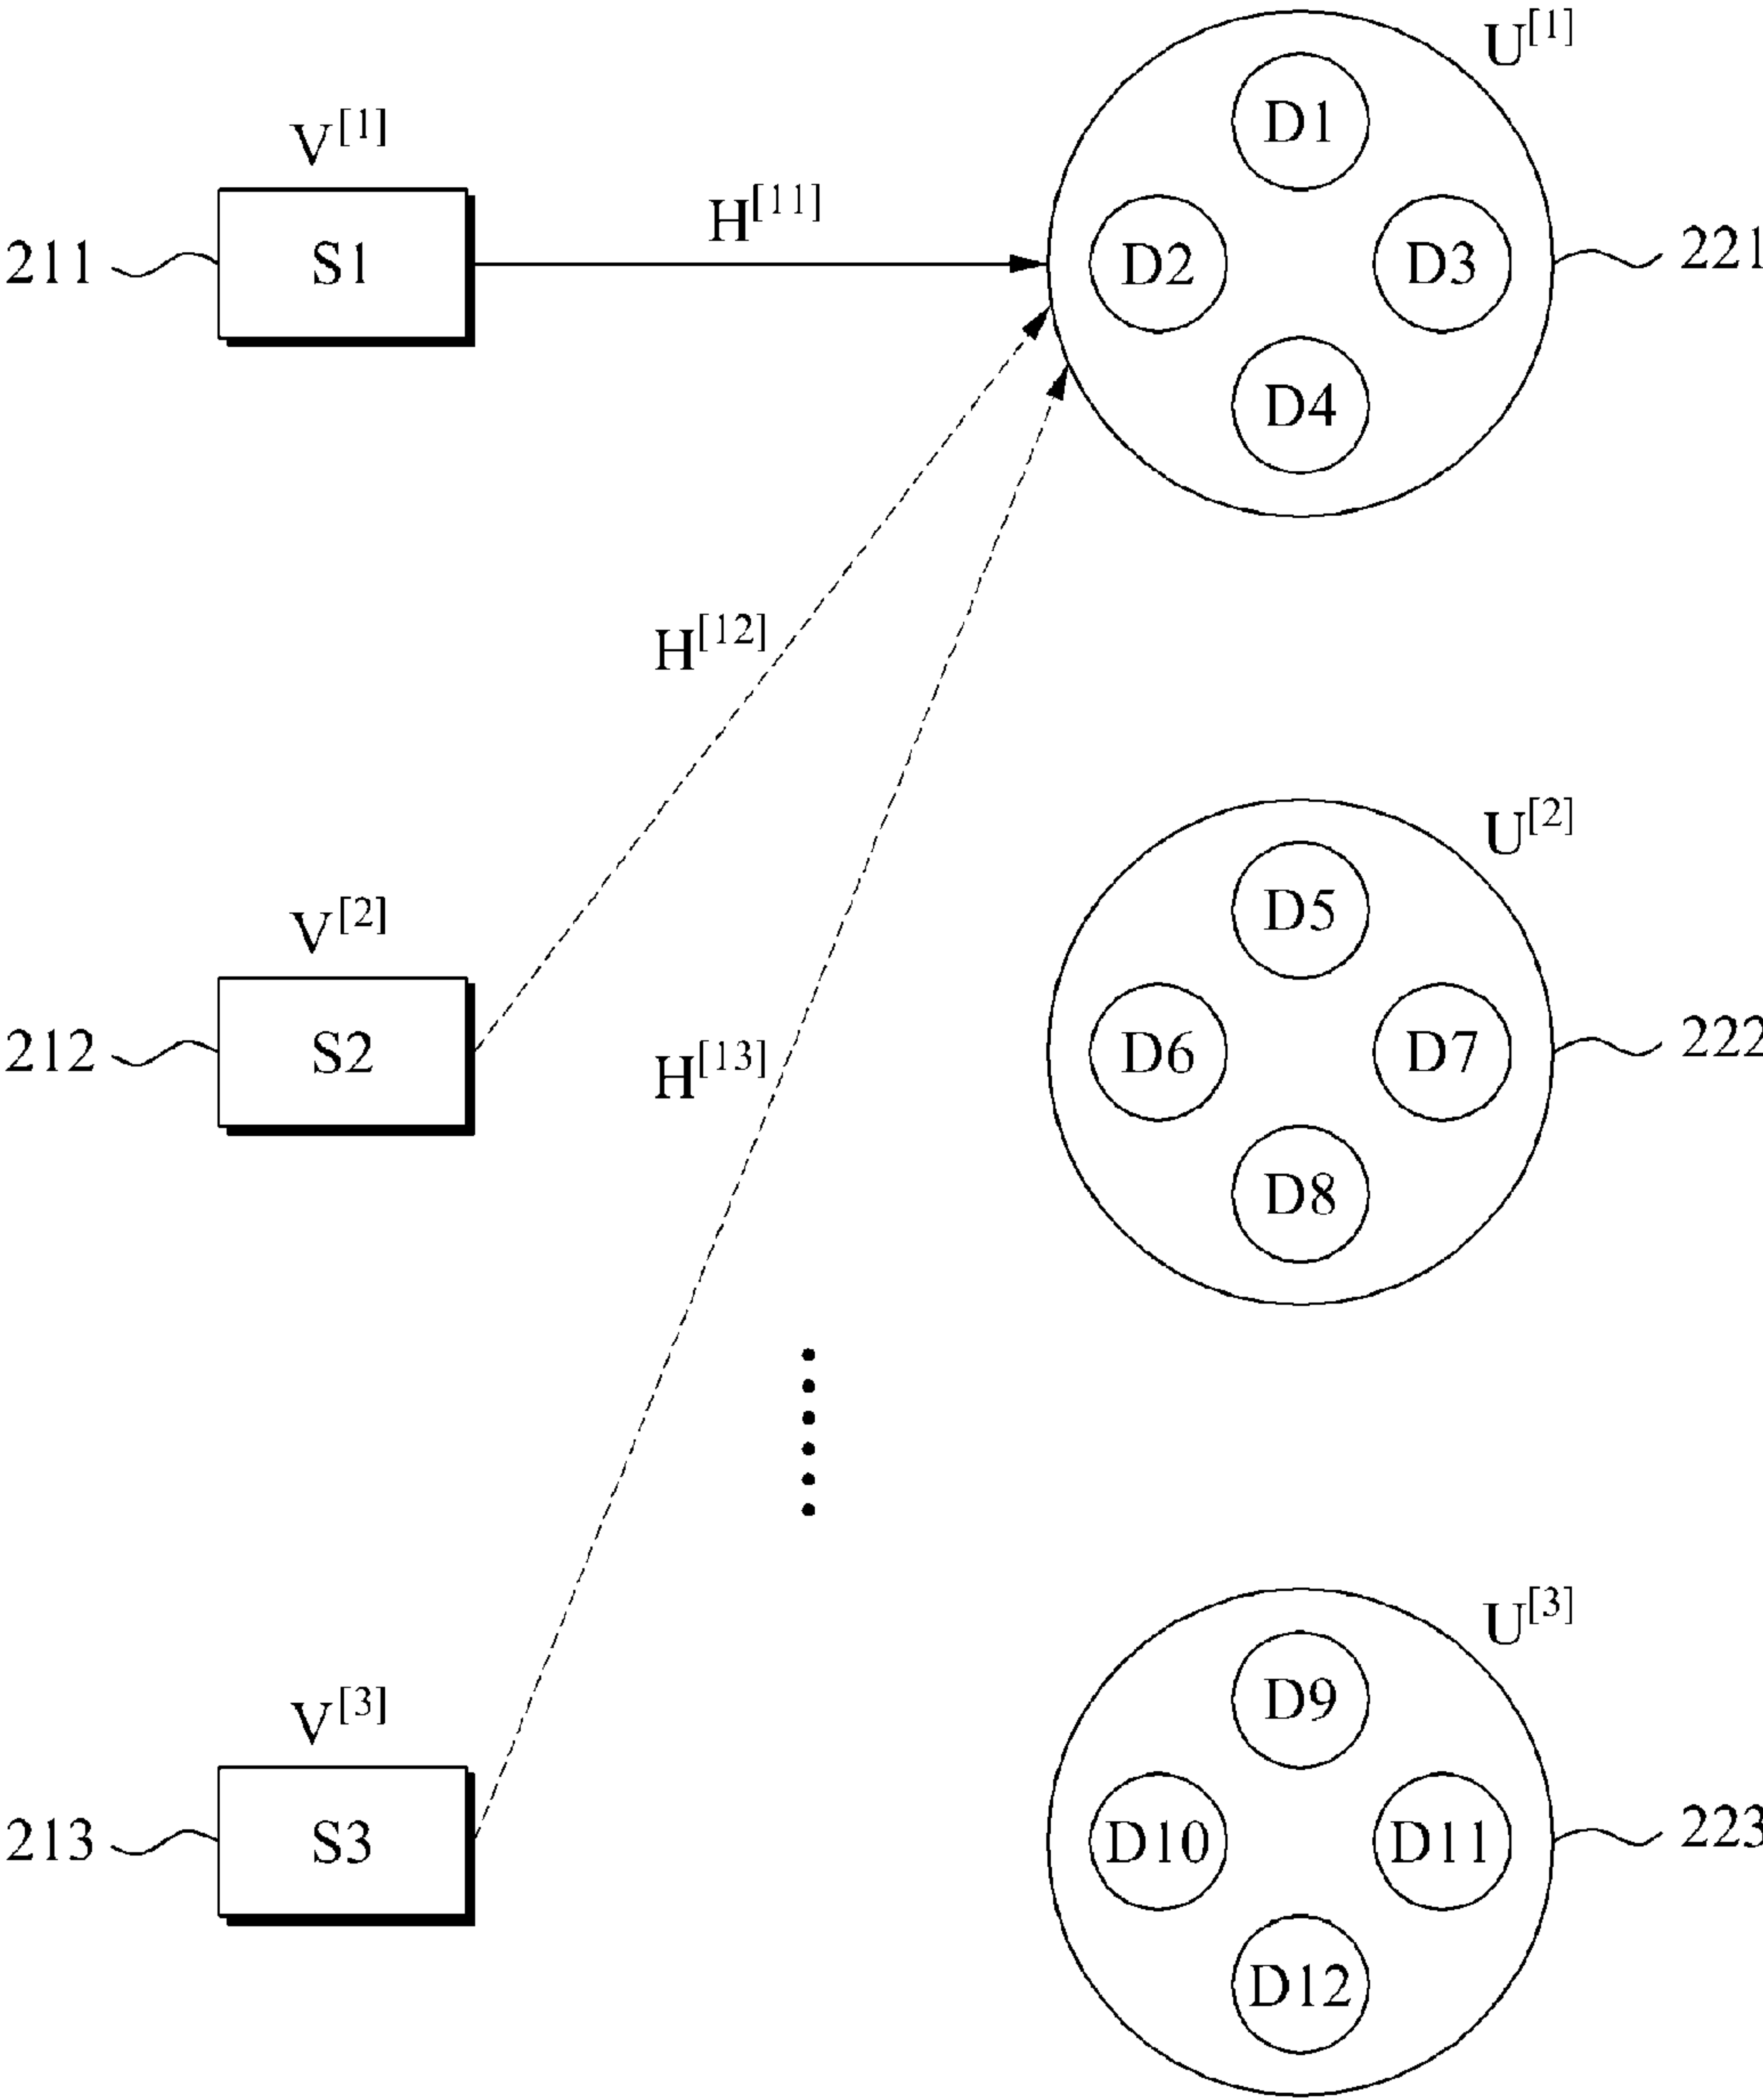 U[1]
D1
V[1]
H[11]
211 S1 D2 D3 221
D4
H[12]
U[2]
V[2]
D5
212 S2 H[13] D6 D7 222
D8
U[3]
V[3]
D9
213 S3 D10 D11 223
D12